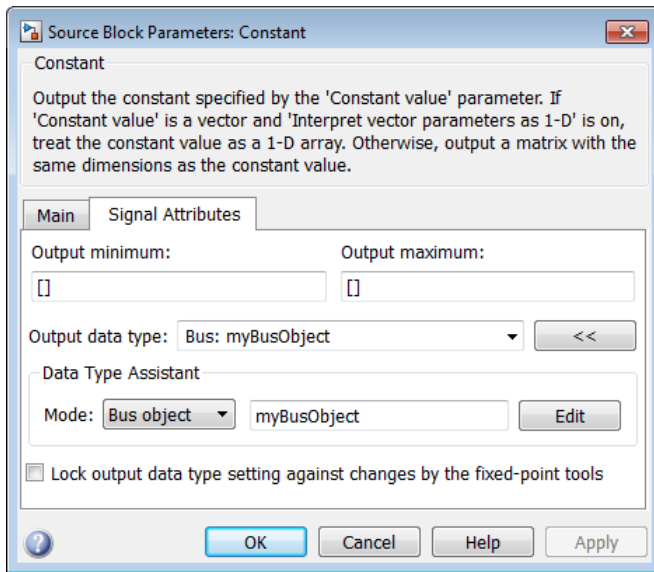 Source Block Parameters: Constant
Constant
Output the constant specified by the 'Constant value' parameter. If
'Constant value' is a vector and 'Interpret vector parameters as 1-D' is on,
treat the constant value as a 1-D array. Otherwise, output a matrix with the
same dimensions as the constant value.
Main Signal Attributes
Output minimum: Output maximum:
[] []
Output data type: Bus: myBusObject <<
Data Type Assistant
Mode: Bus object myBusObject Edit
Lock output data type setting against changes by the fixed-point tools
? OK Cancel Help Apply